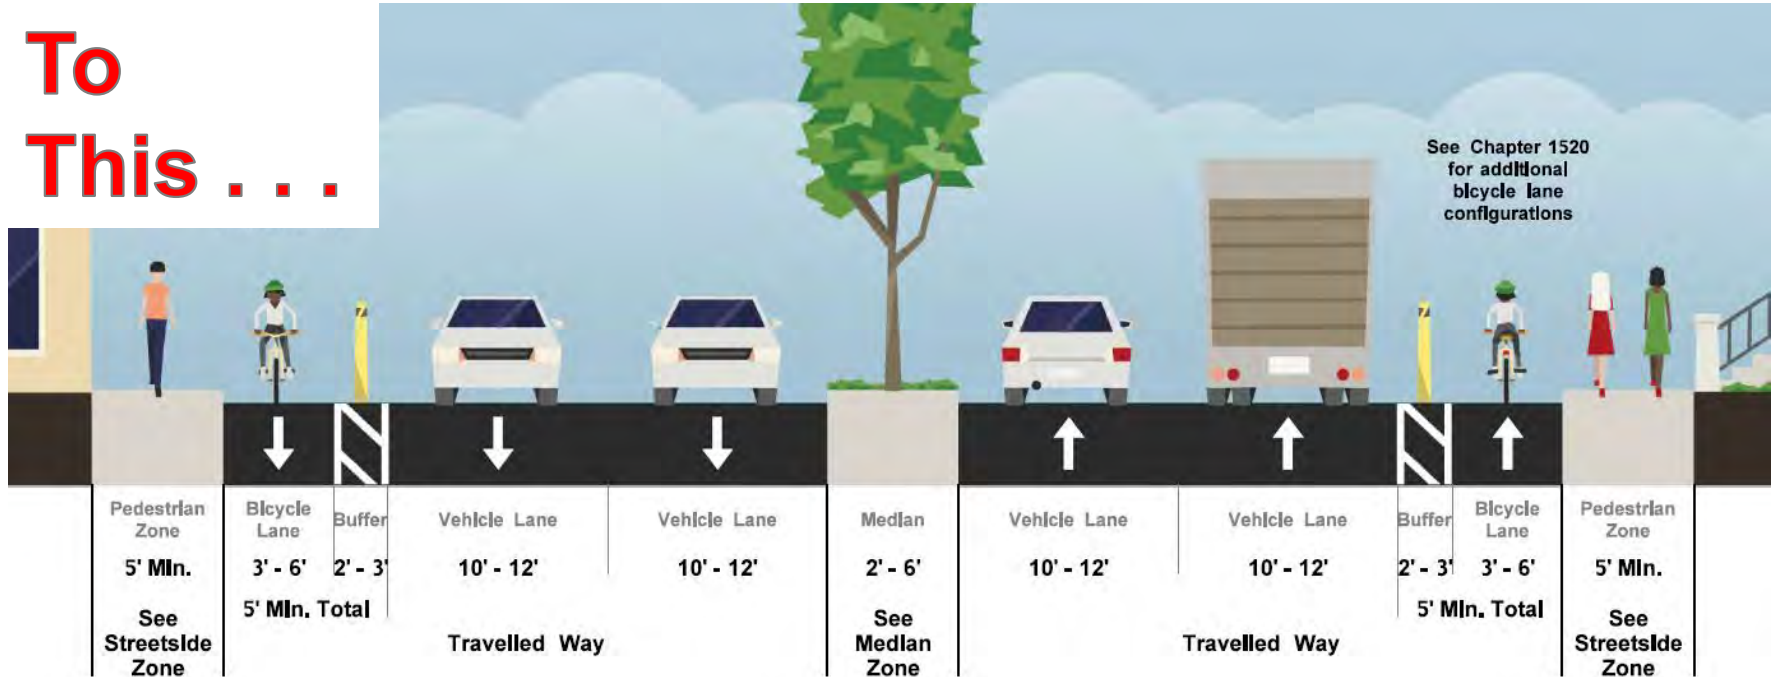 To
This . . .
See Chapter 1520
for additional
bicycle lane
configurations
Pedestrian
Zone
Bicycle
Lane
Buffer
Vehicle Lane
Vehicle Lane
Median
Vehicle Lane
Vehicle Lane
Buffer
Bicycle
Lane
Pedestrian
Zone
5' Min.
3' - 6'
2' - 3'
10' - 12'
10' - 12'
2' - 6'
10' - 12'
10' - 12'
2' - 3'
3' - 6'
5' Min.
5' Min. Total
5' Min. Total
See
Streetside
Zone
Travelled Way
See
Median
Zone
Travelled Way
See
Streetside
Zone